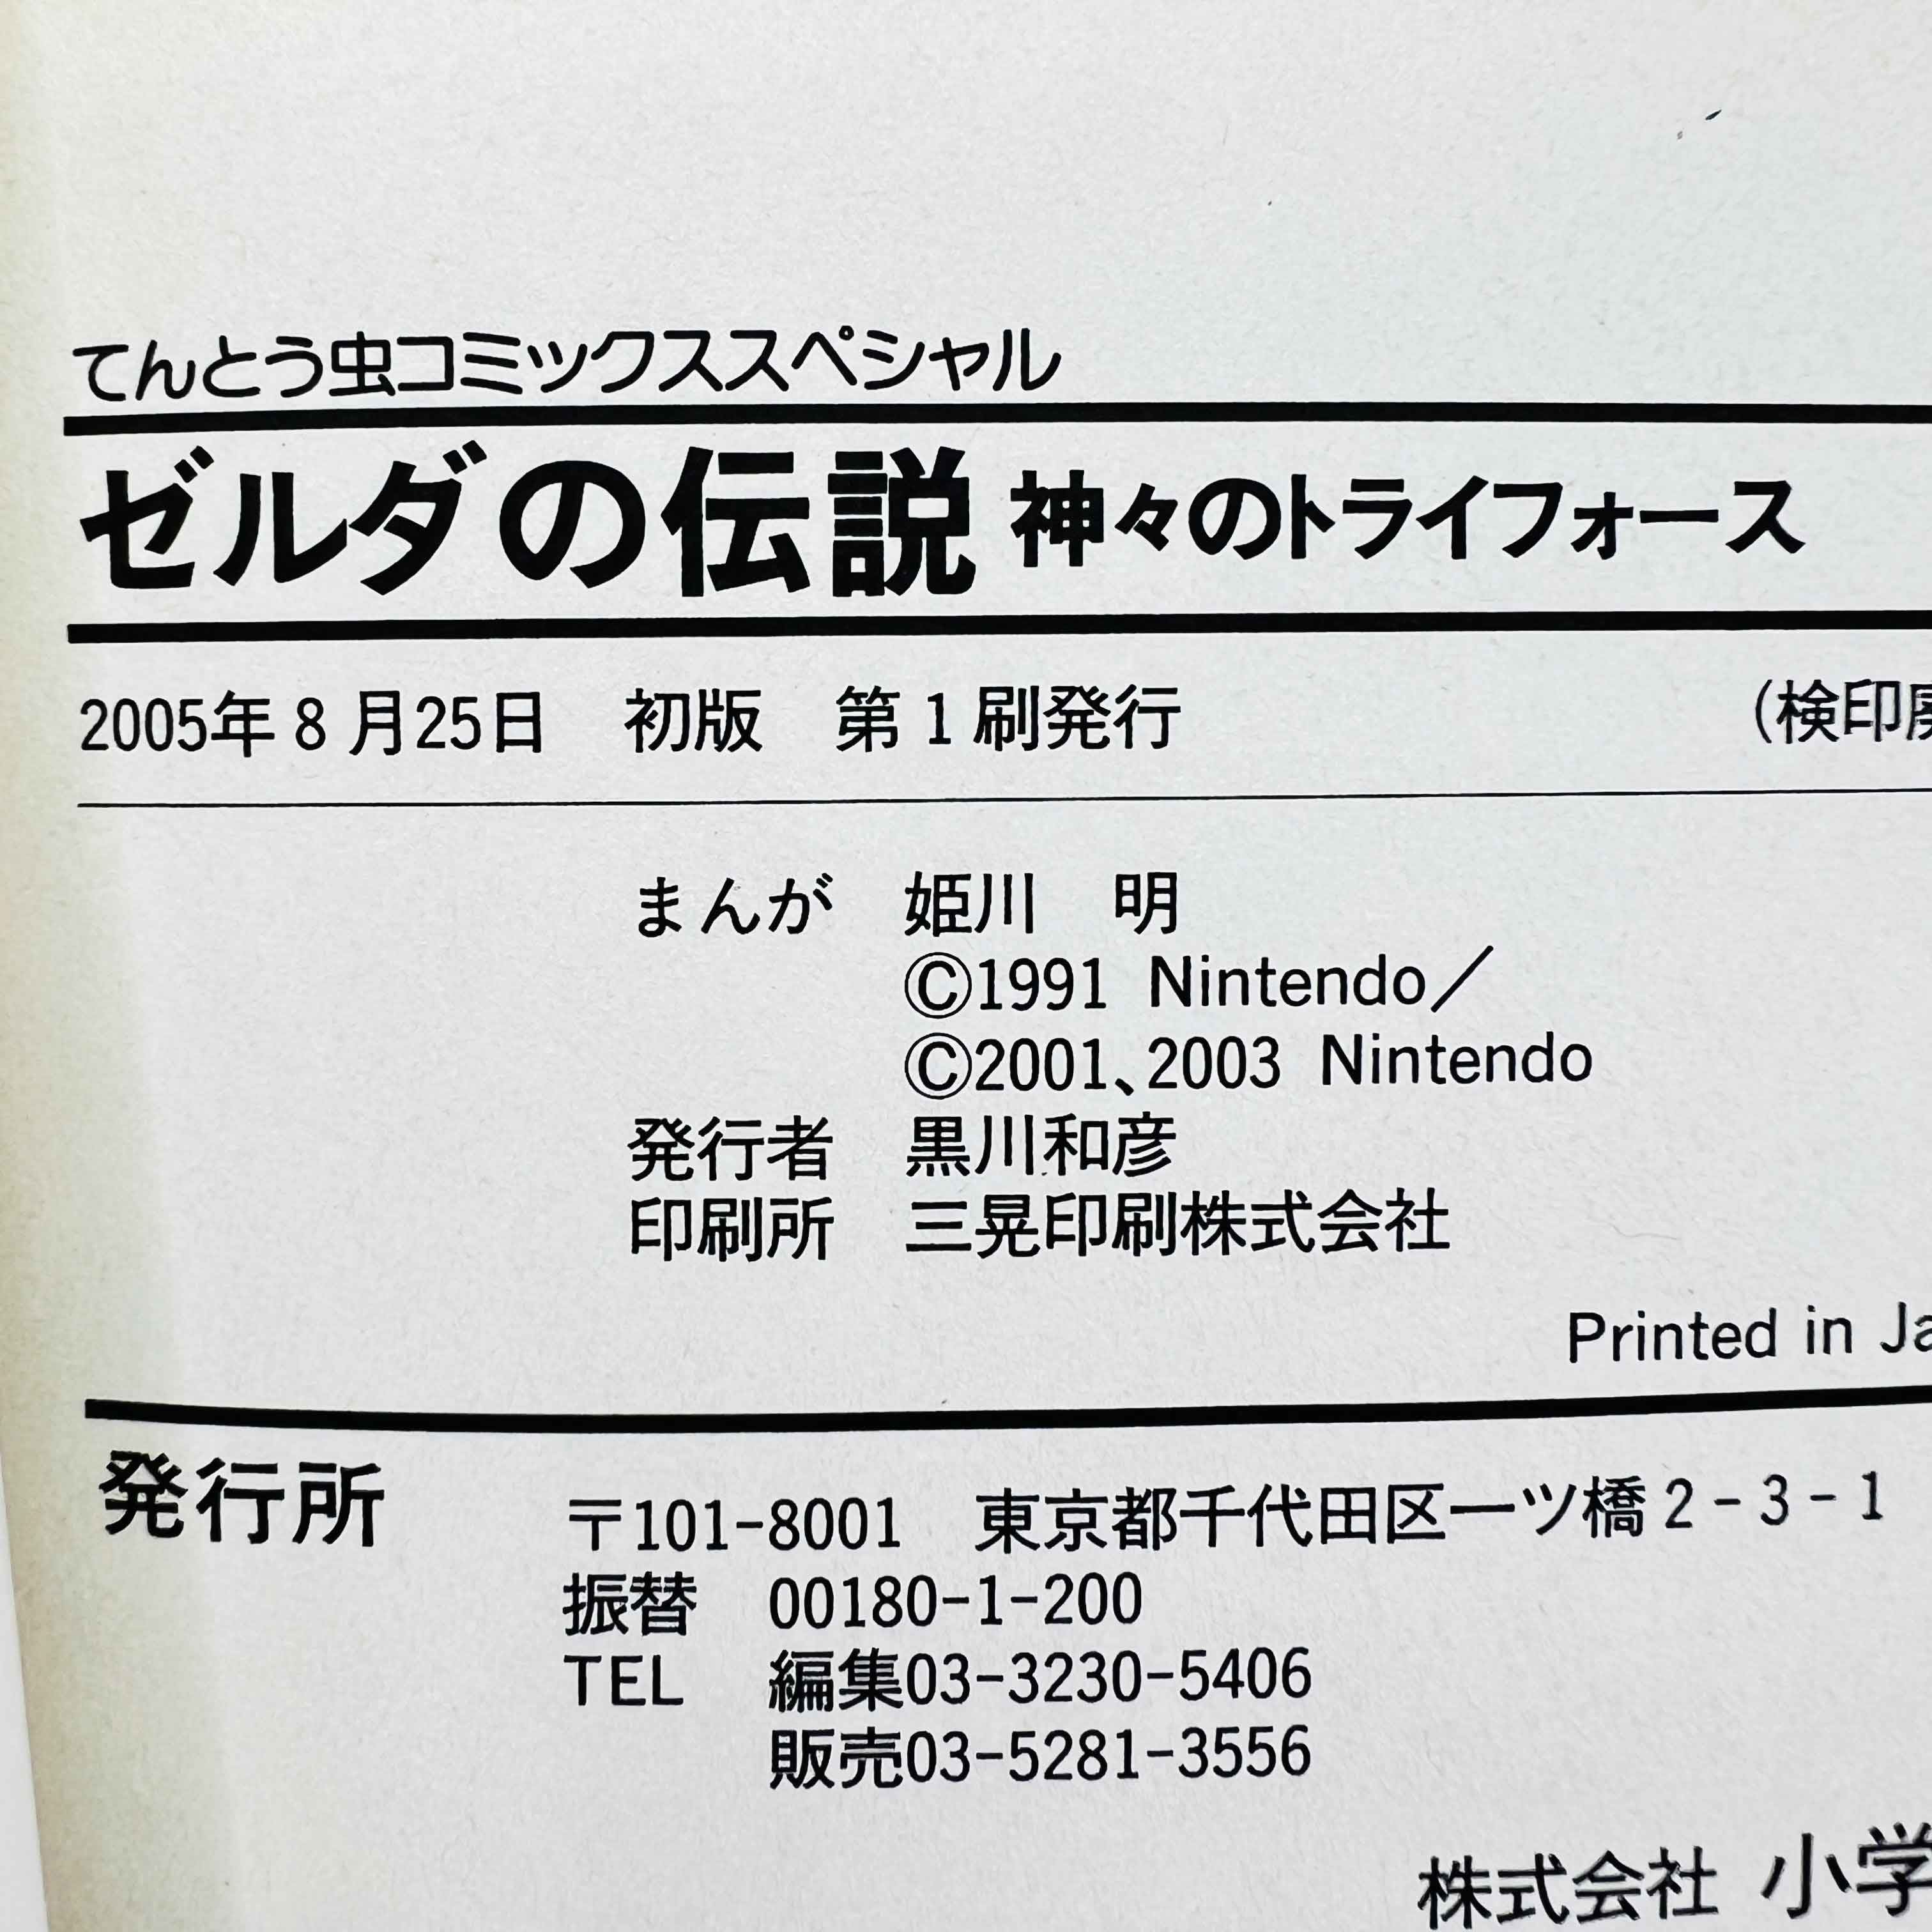 てんとう虫コミックススペシャル
ゼルダの伝説 神々のトライフォース
2005年8月25日　初版　第1刷発行　(検印
まんが　姫川　明
©1991 Nintendo／
©2001、2003 Nintendo
発行者　黒川和彦
印刷所　三晃印刷株式会社
Printed in Ja
発行所　〒101-8001　東京都千代田区一ツ橋2-3-1
振替　00180-1-200
TEL　編集03-3230-5406
販売03-5281-3556
株式会社 小学